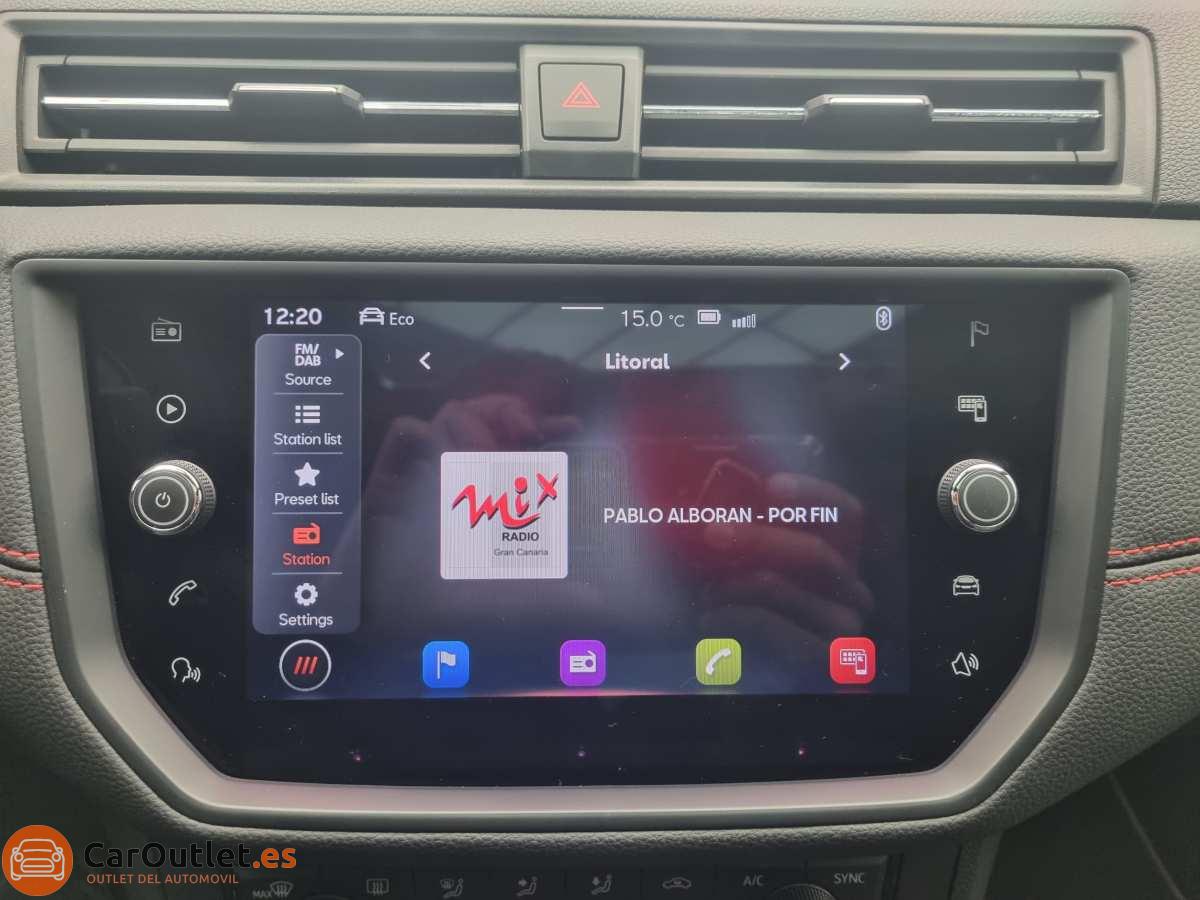 12:20
Eco
15.0 °C
FM/
DAB
Source
Station list
Preset list
Station
Settings
Litoral
mix
RADIO
Gran Canaria
PABLO ALBORAN - POR FIN
CarOutlet.es
OUTLET DEL AUTOMOVIL
MAX
A/C
SYNC